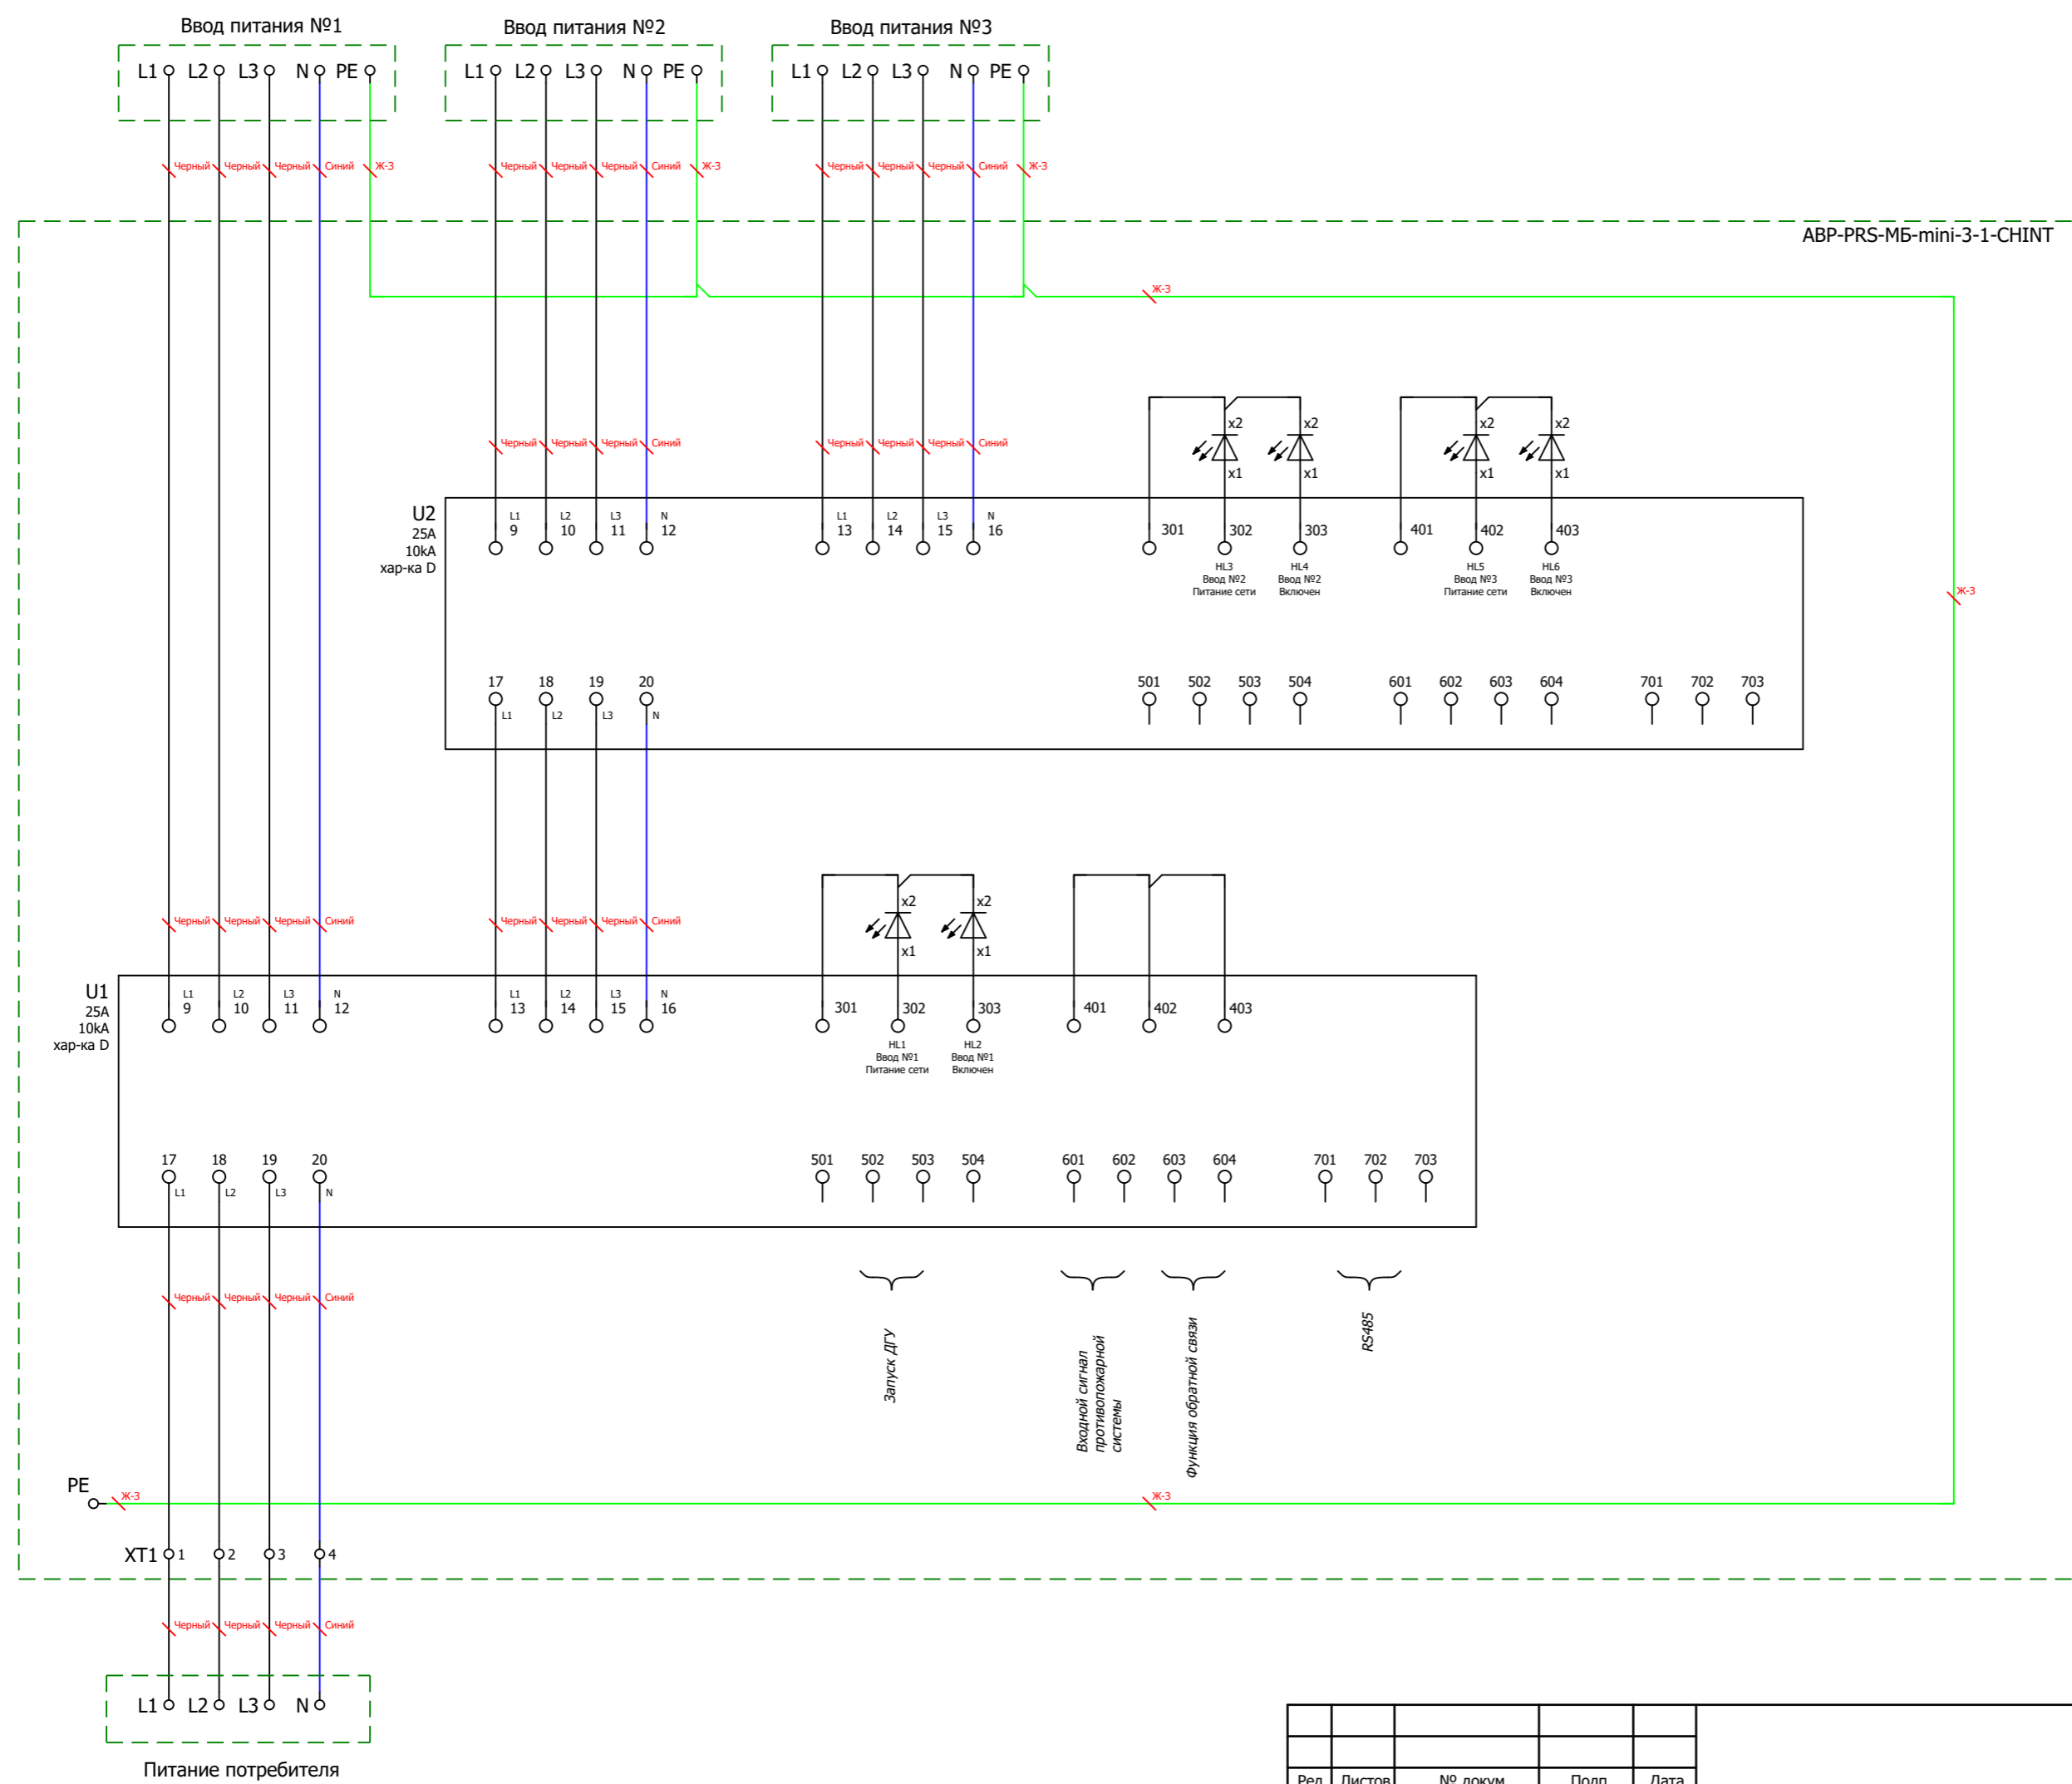 Ввод питания №1 Ввод питания №2 Ввод питания №3
L1 L2 L3 N PE L1 L2 L3 N PE L1 L2 L3 N PE
Черный Черный Черный Синий Ж-З Черный Черный Черный Синий Ж-З Черный Черный Черный Синий Ж-З
АВР-PRS-МБ-mini-3-1-CHINT
Ж-З
x2 x2 x2 x2
Черный Черный Черный Синий Черный Черный Черный Синий
x1 x1 x1 x1
U2
25А
10kА
хар-ка D
L1 L2 L3 N L1 L2 L3 N
9 10 11 12 13 14 15 16 301 302 303 401 402 403
HL3 HL4 HL5 HL6
Ввод №2 Ввод №2 Ввод №3 Ввод №3
Питание сети Включен Питание сети Включен
Ж-З
17 18 19 20 501 502 503 504 601 602 603 604 701 702 703
L1 L2 L3 N
x2 x2
Черный Черный Черный Синий Черный Черный Черный Синий
x1 x1
U1
25А
10kА
хар-ка D
L1 L2 L3 N L1 L2 L3 N
9 10 11 12 13 14 15 16 301 302 303 401 402 403
HL1 HL2
Ввод №1 Ввод №1
Питание сети Включен
17 18 19 20 501 502 503 504 601 602 603 604 701 702 703
L1 L2 L3 N
Черный Черный Черный Синий
Запуск ДГУ
Входной сигнал
противопожарной
системы
Функция обратной связи
RS485
PE
Ж-З Ж-З
XT1 1 2 3 4
Черный Черный Черный Синий
L1 L2 L3 N
Питание потребителя
Ред Листов № докум Подп Дата